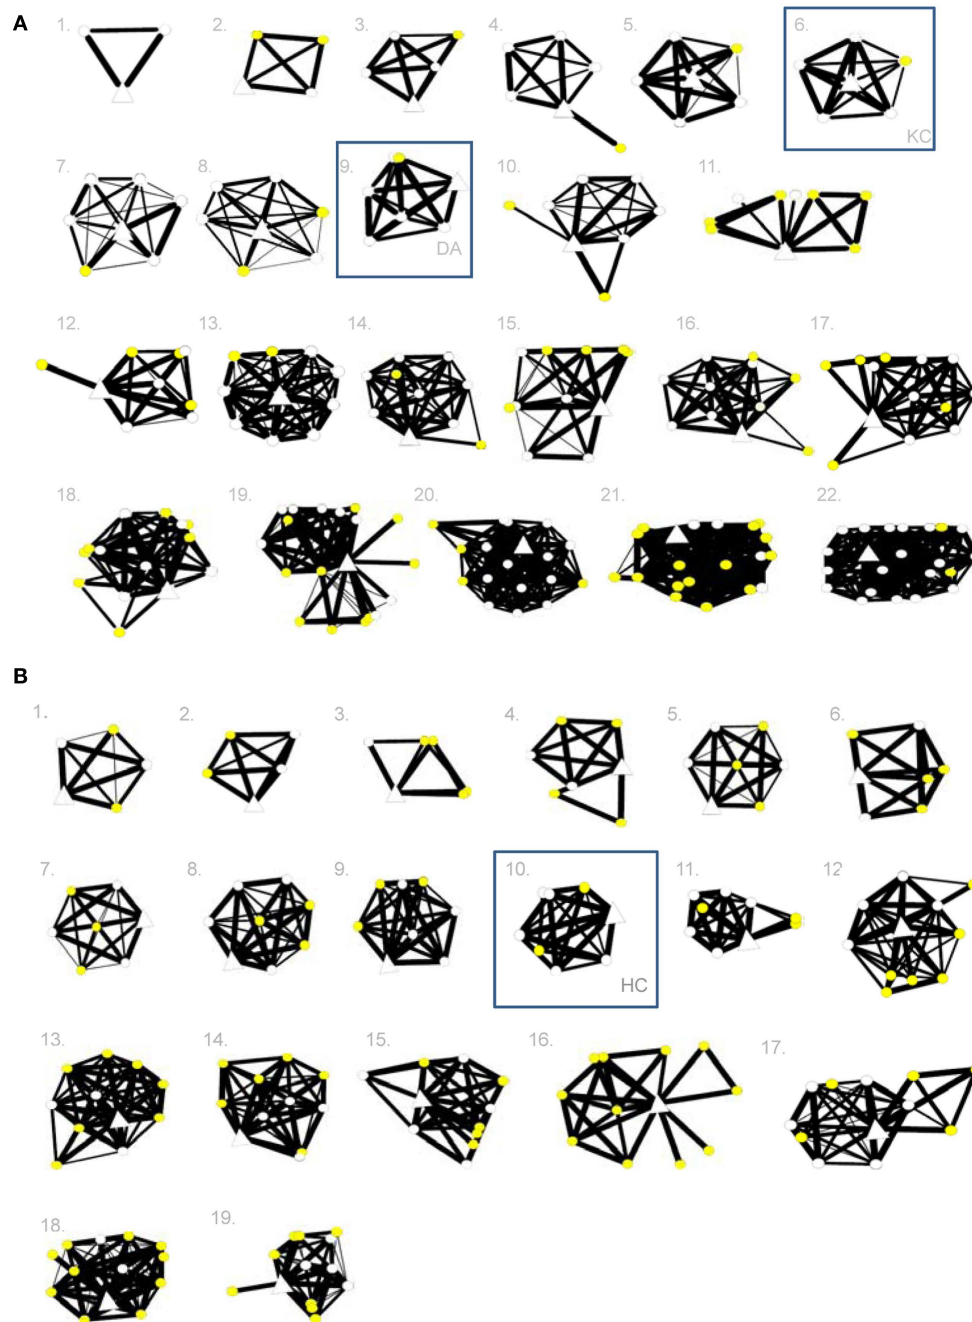 A
1. 2. 3. 4. 5. 6.
KC
7. 8. 9. 10. 11.
DA
12. 13. 14. 15. 16. 17.
18. 19. 20. 21. 22.
B
1. 2. 3. 4. 5. 6.
7. 8. 9. 10. 11. 12
HC
13. 14. 15. 16. 17.
18. 19.